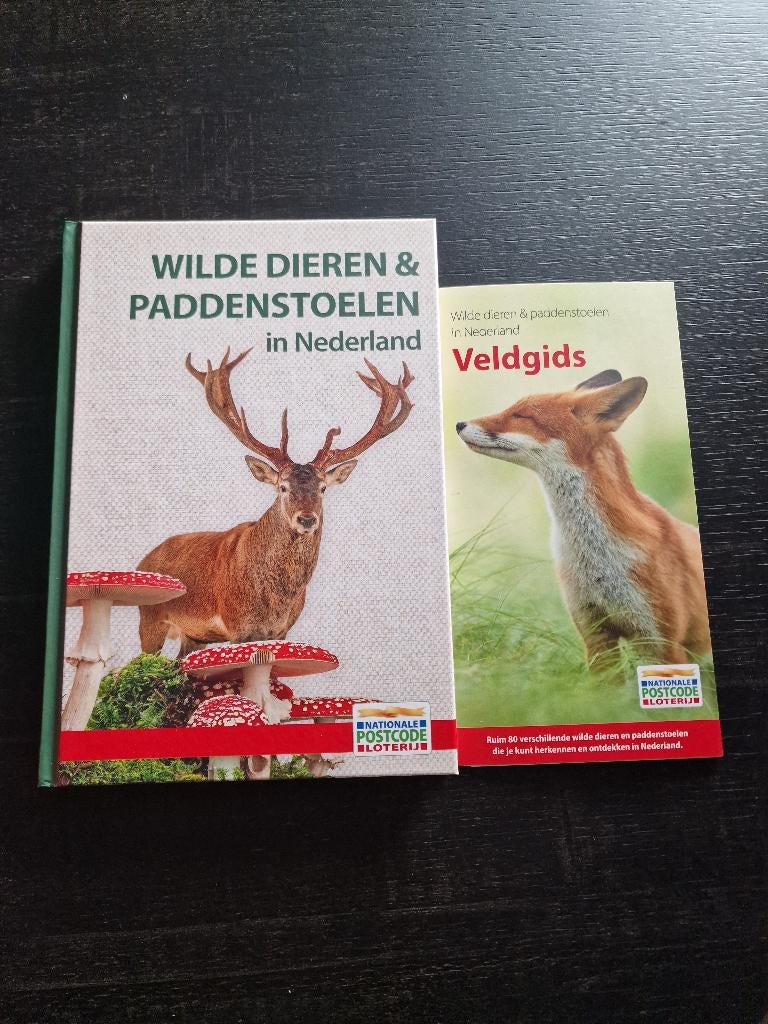 WILDE DIEREN &
PADDENSTOELEN
in Nederland
NATIONALE
POSTCODE
LOTERIJ
Wilde dieren & paddenstoelen
in Nederland
Veldgids
NATIONALE
POSTCODE
LOTERIJ
Ruim 80 verschillende wilde dieren en paddenstoelen
die je kunt herkennen en ontdekken in Nederland.